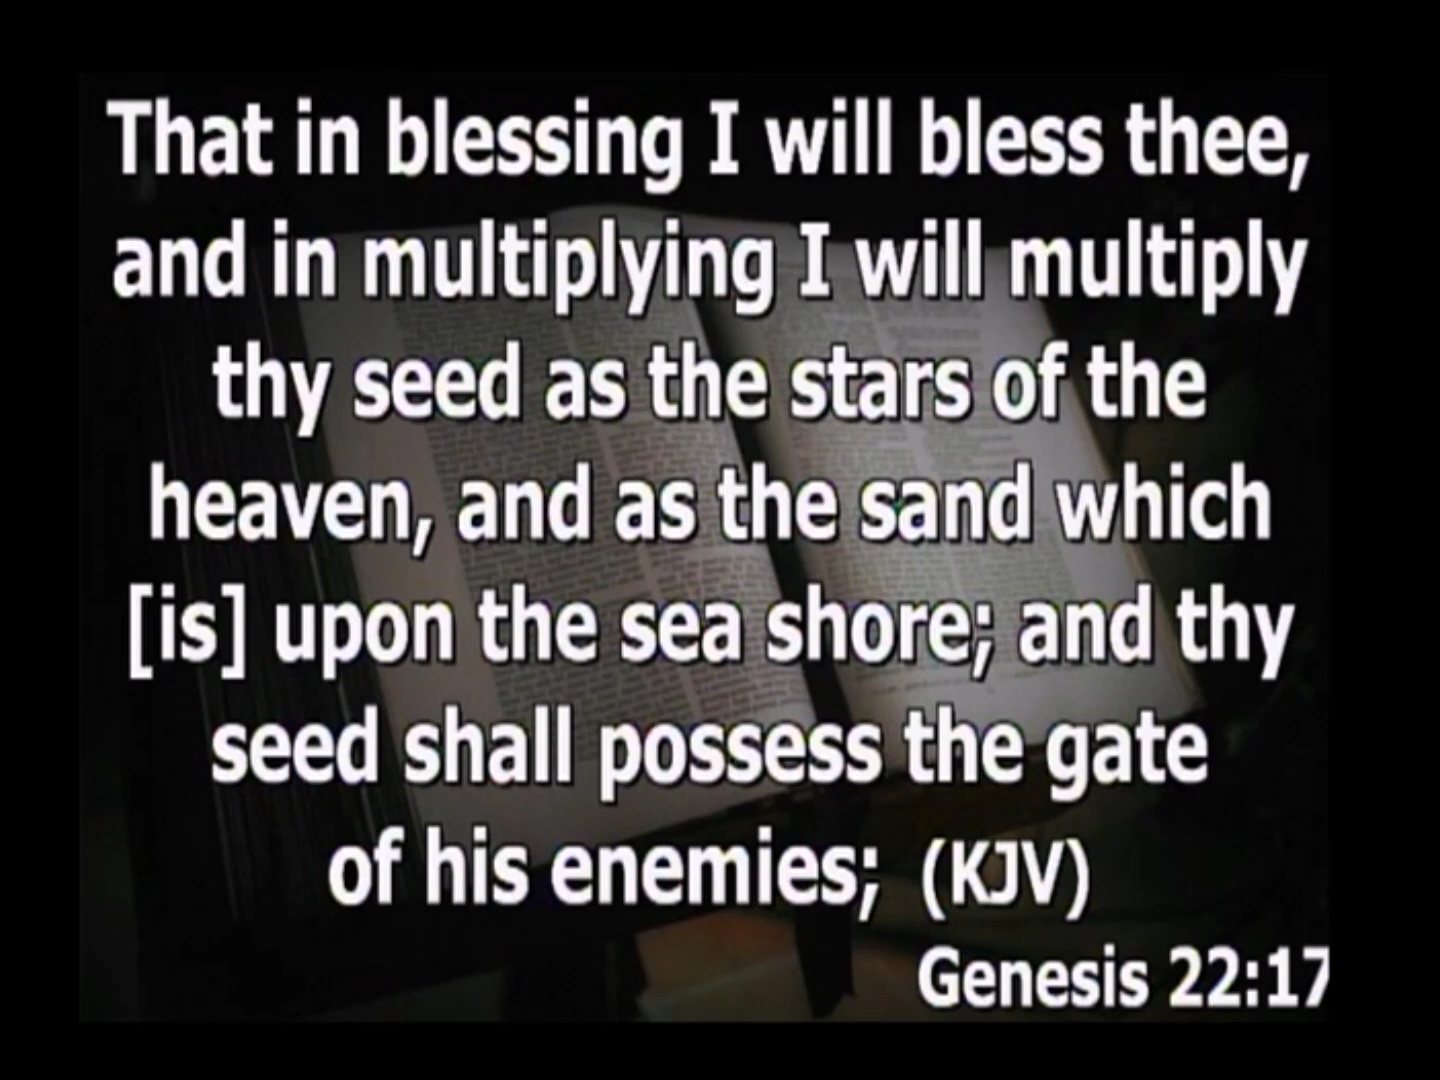 That in blessing I will bless thee,
and in multiplying I will multiply
thy seed as the stars of the
heaven, and as the sand which
[is] upon the sea shore; and thy
seed shall possess the gate
of his enemies; (KJV)
Genesis 22:17